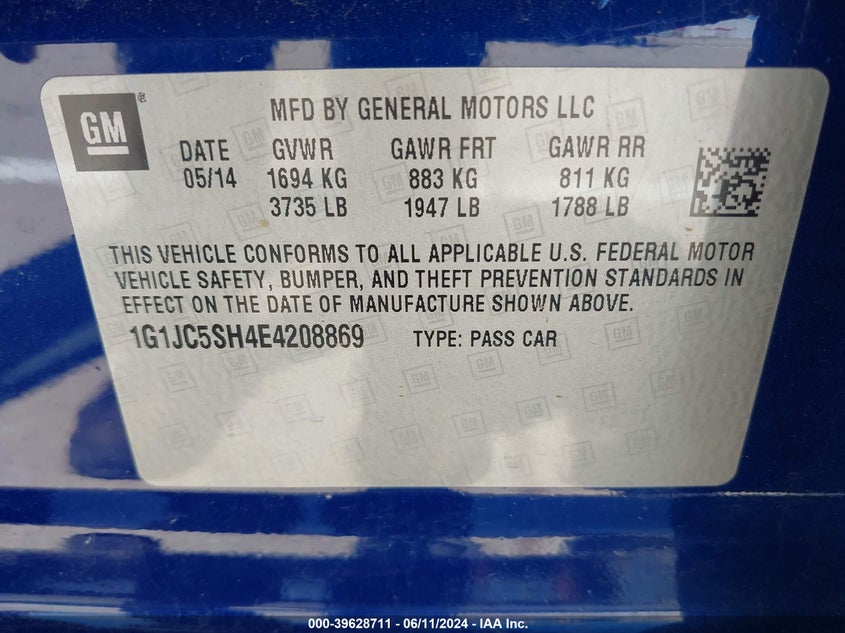 GM
MFD BY GENERAL MOTORS LLC
DATE GVWR GAWR FRT GAWR RR
05/14 1694 KG 883 KG 811 KG
3735 LB 1947 LB 1788 LB
THIS VEHICLE CONFORMS TO ALL APPLICABLE U.S. FEDERAL MOTOR
VEHICLE SAFETY, BUMPER, AND THEFT PREVENTION STANDARDS IN
EFFECT ON THE DATE OF MANUFACTURE SHOWN ABOVE.
1G1JC5SH4E4208869 TYPE: PASS CAR
000-39628711 - 06/11/2024 - IAA Inc.